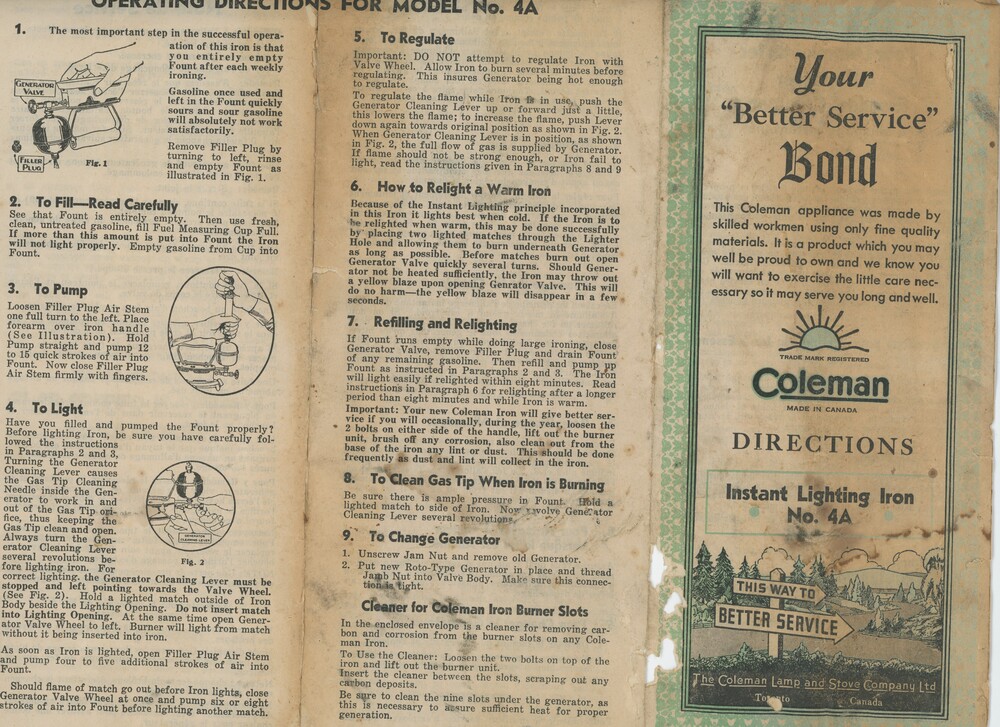 OPERATING DIRECTIONS FOR MODEL No. 4A
1. The most important step in the successful opera-
ation of this iron is that
you entirely empty
Fount after each weekly
ironing.
Gasoline once used and
left in the Fount quickly
sours and sour gasoline
will absolutely not work
satisfactorily.
Remove Filler Plug by
turning to left, rinse
and empty Fount as
illustrated in Fig. 1.
GENERATOR
VALVE
FILLER
PLUG
Fig. 1
2. To Fill—Read Carefully
See that Fount is entirely empty. Then use fresh,
clean, untreated gasoline, fill Fuel Measuring Cup Full.
If more than this amount is put into Fount the Iron
will not light properly. Empty gasoline from Cup into
Fount.
3. To Pump
Loosen Filler Plug Air Stem
one full turn to the left. Place
forearm over iron handle
(See Illustration). Hold
Pump straight and pump 12
to 15 quick strokes of air into
Fount. Now close Filler Plug
Air Stem firmly with fingers.
4. To Light
Have you filled and pumped the Fount properly?
Before lighting Iron, be sure you have carefully fol-
lowed the instructions
in Paragraphs 2 and 3,
Turning the Generator
Cleaning Lever causes
the Gas Tip Cleaning
Needle inside the Gen-
erator to work in and
out of the Gas Tip ori-
fice, thus keeping the
Gas Tip clean and open.
Always turn the Gen-
erator Cleaning Lever
several revolutions be-
fore lighting iron. For
correct lighting, the Generator Cleaning Lever must be
stopped and left pointing towards the Valve Wheel.
(See Fig. 2). Hold a lighted match outside of Iron
Body beside the Lighting Opening. Do not insert match
into Lighting Opening. At the same time open Gener-
ator Valve Wheel to left. Burner will light from match
without it being inserted into iron.
GENERATOR
CLEANING LEVER
Fig. 2
As soon as Iron is lighted, open Filler Plug Air Stem
and pump four to five additional strokes of air into
Fount.
Should flame of match go out before Iron lights, close
Generator Valve Wheel at once and pump six or eight
strokes of air into Fount before lighting another match.
5. To Regulate
Important: DO NOT attempt to regulate Iron with
Valve Wheel. Allow Iron to burn several minutes before
regulating. This insures Generator being hot enough
to regulate.
To regulate the flame while Iron is in use, push the
Generator Cleaning Lever up or forward just a little,
this lowers the flame; to increase the flame, push Lever
down again towards original position as shown in Fig. 2.
When Generator Cleaning Lever is in position, as shown
in Fig. 2, the full flow of gas is supplied by Generator.
If flame should not be strong enough, or Iron fail to
light, read the instructions given in Paragraphs 8 and 9
6. How to Relight a Warm Iron
Because of the Instant Lighting principle incorporated
in this Iron it lights best when cold. If the Iron is to
be relighted when warm, this may be done successfully
by placing two lighted matches through the Lighter
Hole and allowing them to burn underneath Generator
as long as possible. Before matches burn out open
Generator Valve quickly several turns. Should Gener-
ator not be heated sufficiently, the Iron may throw out
a yellow blaze upon opening Genrator Valve. This will
do no harm—the yellow blaze will disappear in a few
seconds.
7. Refilling and Relighting
If Fount runs empty while doing large ironing, close
Generator Valve, remove Filler Plug and drain Fount
of any remaining gasoline. Then refill and pump up
Fount as instructed in Paragraphs 2 and 3. The Iron
will light easily if relighted within eight minutes. Read
instructions in Paragraph 6 for relighting after a longer
period than eight minutes and while Iron is warm.
Important: Your new Coleman Iron will give better ser-
vice if you will occasionally, during the year, loosen the
2 bolts on either side of the handle, lift out the burner
unit, brush off any corrosion, also clean out from the
base of the iron any lint or dust. This should be done
frequently as dust and lint will collect in the iron.
8. To Clean Gas Tip When Iron is Burning
Be sure there is ample pressure in Fount. Hold a
lighted match to side of Iron. Now revolve Generator
Cleaning Lever several revolutions.
9. To Change Generator
1. Unscrew Jam Nut and remove old Generator.
2. Put new Roto-Type Generator in place and thread
Jamb Nut into Valve Body. Make sure this connec-
tion is tight.
Cleaner for Coleman Iron Burner Slots
In the enclosed envelope is a cleaner for removing car-
bon and corrosion from the burner slots on any Cole-
man Iron.
To Use the Cleaner: Loosen the two bolts on top of the
iron and lift out the burner unit.
Insert the cleaner between the slots, scraping out any
carbon deposits.
Be sure to clean the nine slots under the generator, as
this is necessary to assure sufficient heat for proper
generation.
Your
"Better Service"
Bond
This Coleman appliance was made by
skilled workmen using only fine quality
materials. It is a product which you may
well be proud to own and we know you
will want to exercise the little care nec-
essary so it may serve you long and well.
TRADE MARK REGISTERED
Coleman
MADE IN CANADA
DIRECTIONS
Instant Lighting Iron
No. 4A
THIS WAY TO
BETTER SERVICE
The Coleman Lamp and Stove Company Ltd
Toronto Canada